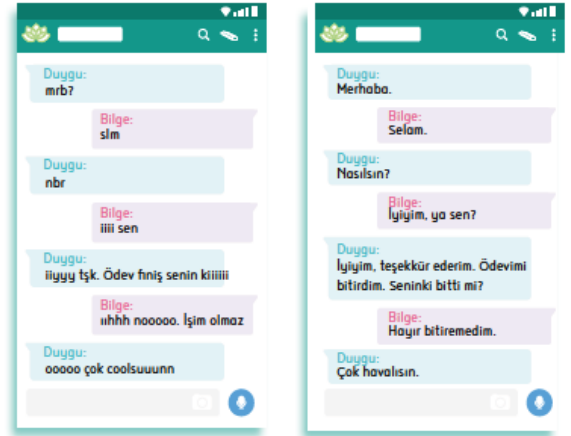 Duygu:
mrb?
Bilge:
slm
Duygu:
nbr
Bilge:
iiii sen
Duygu:
iiyyy tşk. Ödev finiş senin kiiiiii
Bilge:
ııhhh nooooo. İşim olmaz
Duygu:
ooooo çok coolsuuunn
Duygu:
Merhaba.
Bilge:
Selam.
Duygu:
Nasılsın?
Bilge:
İyiyim, ya sen?
Duygu:
İyiyim, teşekkür ederim. Ödevimi
bitirdim. Seninki bitti mi?
Bilge:
Hayır bitiremedim.
Duygu:
Çok havalısın.